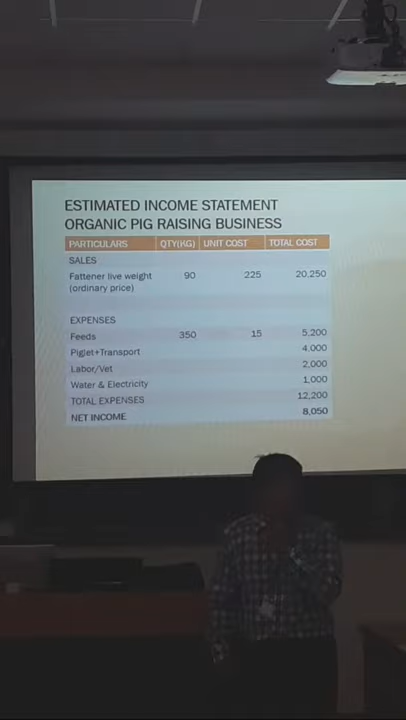 ESTIMATED INCOME STATEMENT
ORGANIC PIG RAISING BUSINESS
PARTICULARS QTY(KG) UNIT COST TOTAL COST
SALES
Fattener live weight 90 225 20,250
(ordinary price)
EXPENSES
Feeds 350 15 5,200
Piglet+Transport 4,000
Labor/Vet 2,000
Water & Electricity 1,000
TOTAL EXPENSES 12,200
NET INCOME 8,050